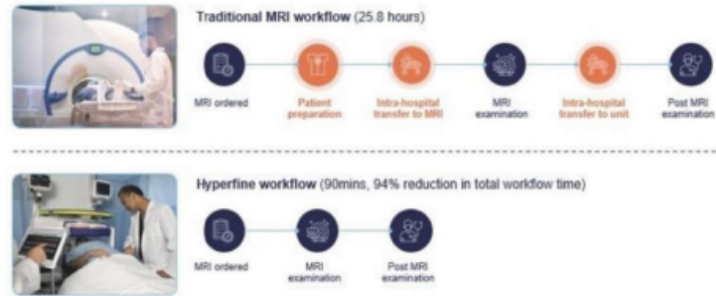 Traditional MRI workflow (25.8 hours)
MRI ordered
Patient
preparation
Intra-hospital
transfer to MRI
MRI
examination
Intra-hospital
transfer to unit
Post MRI
examination
Hyperfine workflow (90mins, 94% reduction in total workflow time)
MRI ordered
MRI
examination
Post MRI
examination